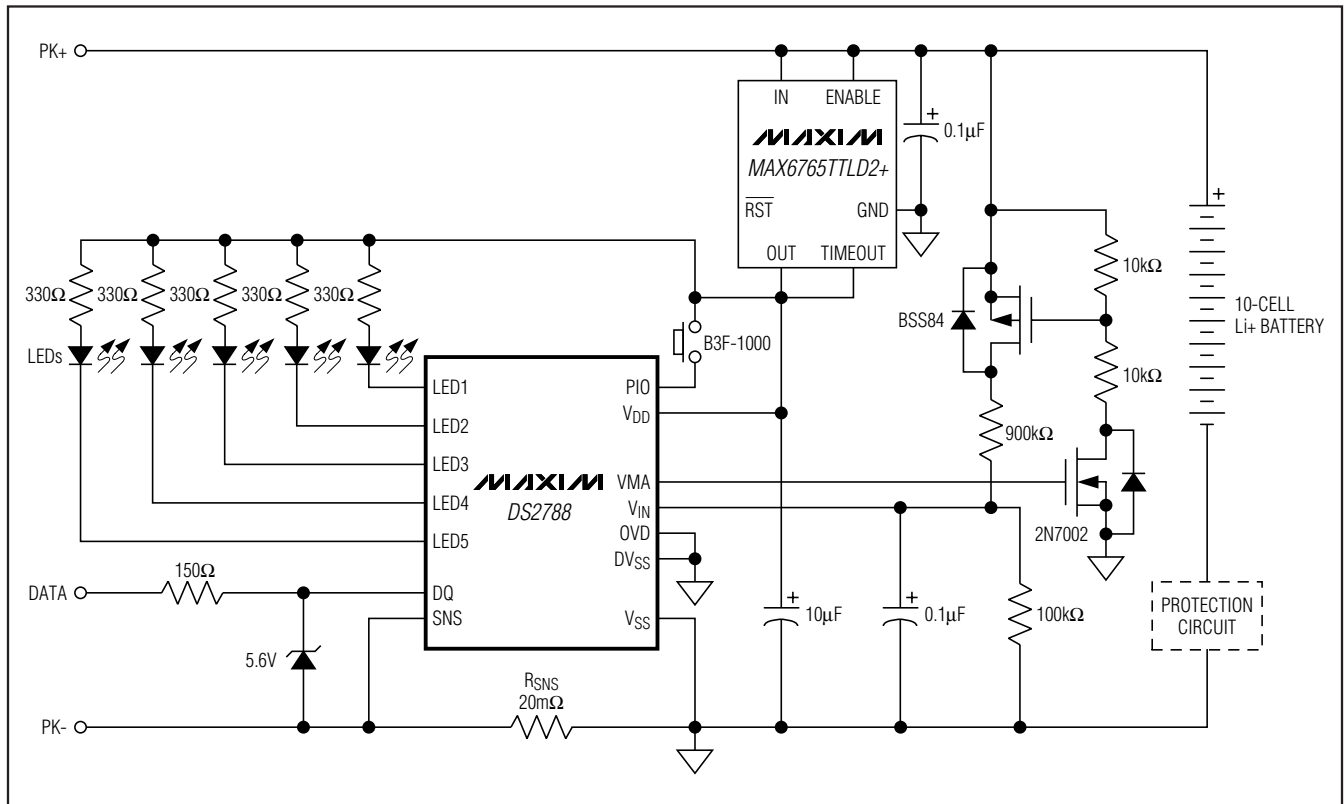 PK+
IN ENABLE
MAXIM
MAX6765TTLD2+
RST GND
OUT TIMEOUT
+
0.1µF
10kΩ
10kΩ
BSS84
900kΩ
2N7002
+
10-CELL
Li+ BATTERY
PROTECTION
CIRCUIT
330Ω 330Ω 330Ω 330Ω 330Ω
LEDs
B3F-1000
LED1
LED2
LED3
LED4
LED5
DQ
SNS
MAXIM
DS2788
PIO
VDD
VMA
VIN
OVD
DVSS
VSS
DATA
150Ω
5.6V
RSNS
20mΩ
+
10µF
+
0.1µF
100kΩ
PK-